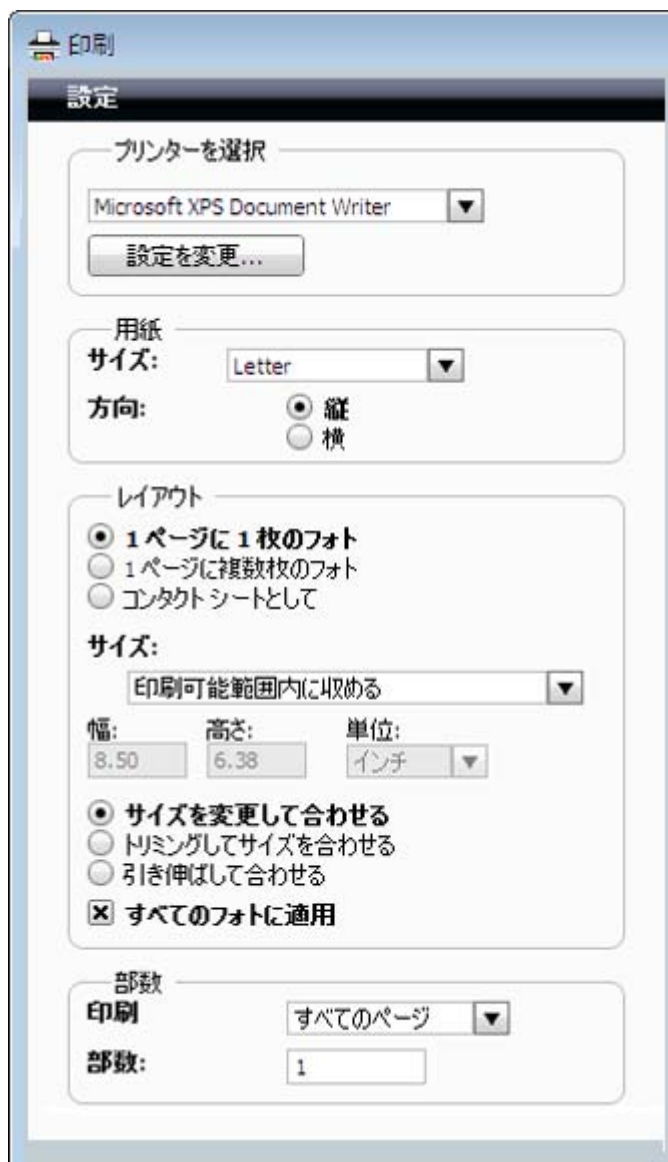 印刷
設定
プリンターを選択
Microsoft XPS Document Writer
設定を変更...
用紙
サイズ: Letter
方向: 縦
横
レイアウト
1 ページに 1 枚のフォト
1 ページに複数枚のフォト
コンタクト シートとして
サイズ:
印刷可能範囲内に収める
幅: 高さ: 単位:
8.50 6.38 インチ
サイズを変更して合わせる
トリミングしてサイズを合わせる
引き伸ばして合わせる
すべてのフォトに適用
部数
印刷 すべてのページ
部数: 1